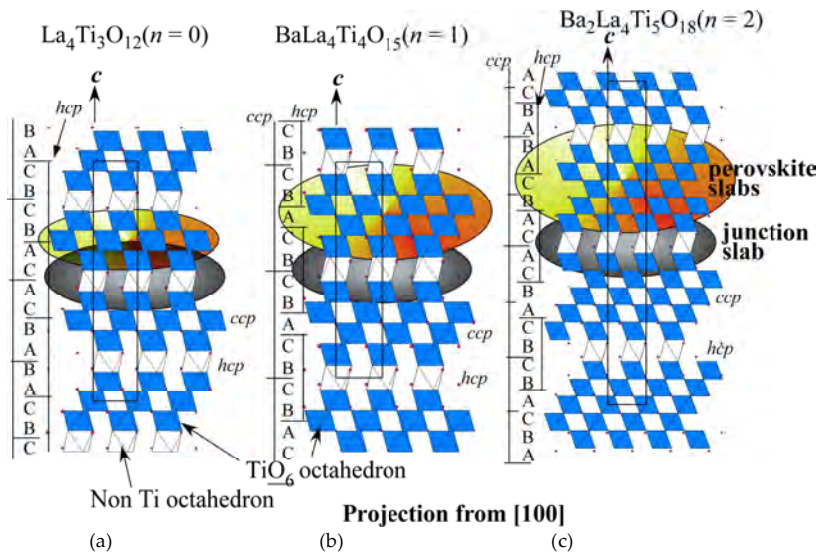 La₄Ti₃O₁₂(n = 0)
c
hcp
B
A
C
B
C
B
A
C
A
C
B
A
B
A
C
B
C
ccp
hcp
BaLa₄Ti₄O₁₅(n = 1)
c
ccp
hcp
C
B
C
B
A
C
B
C
B
A
C
B
C
B
A
C
ccp
hcp
Ba₂La₄Ti₅O₁₈(n = 2)
c
ccp
hcp
A
C
B
A
B
A
C
B
A
C
A
C
B
A
C
B
C
B
A
C
B
A
perovskite
slabs
junction
slab
ccp
hcp
TiO₆ octahedron
Non Ti octahedron
Projection from [100]
(a) (b) (c)